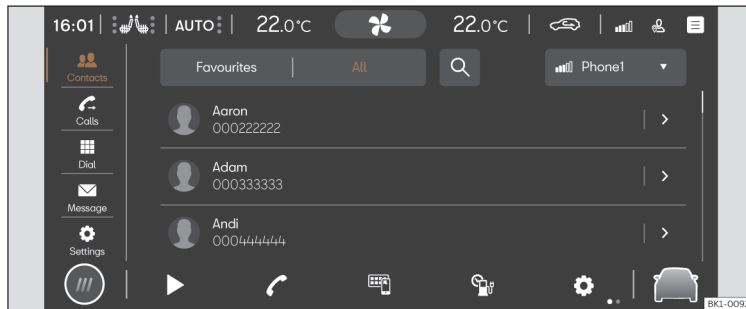 16:01 AUTO 22.0°C 22.0°C
Contacts
Favourites All Phone1
Calls
Aaron
000222222
Dial
Adam
000333333
Message
Andi
000444444
Settings
BK1-0092